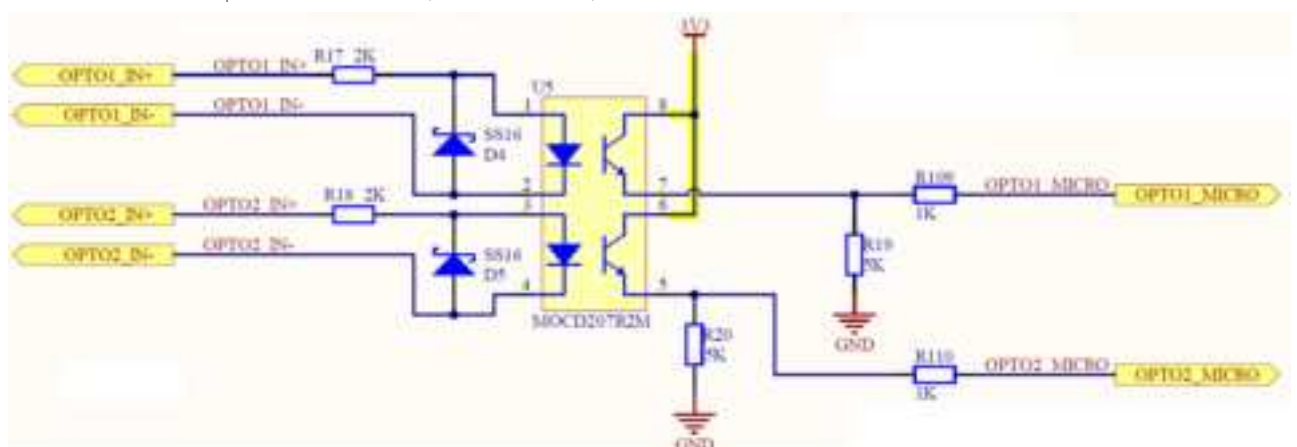 3V3
R17 2K
OPTO1_IN+
OPTO1_IN+
U5
OPTO1_IN-
OPTO1_IN-
1
8
SS16
D4
2
7
R18 2K
OPTO2_IN+
OPTO2_IN+
3
6
R109
1K
OPTO1_MICRO
OPTO1_MICRO
OPTO2_IN-
OPTO2_IN-
SS16
D5
R19
5K
4
5
MOCD207R2M
GND
R20
5K
R110
1K
OPTO2_MICRO
OPTO2_MICRO
GND